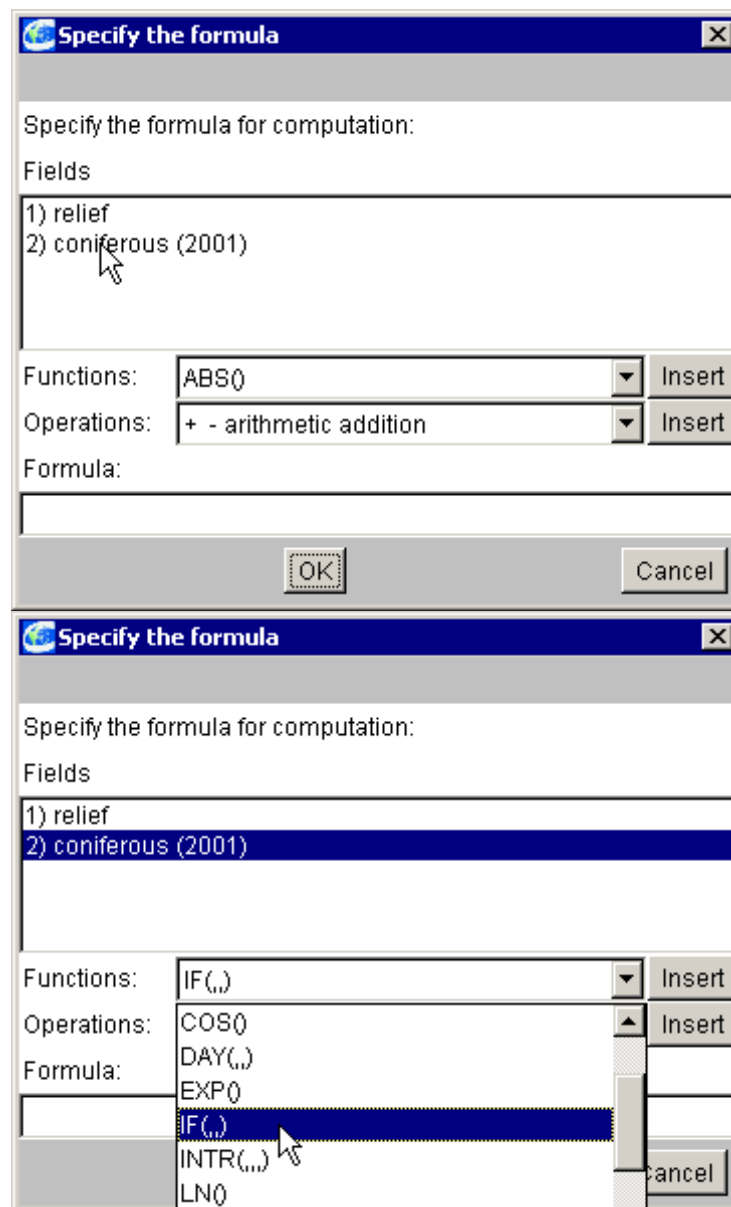 Specify the formula
Specify the formula for computation:
Fields
1) relief
2) coniferous (2001)
Functions: ABS() Insert
Operations: + - arithmetic addition Insert
Formula:
OK Cancel
Specify the formula
Specify the formula for computation:
Fields
1) relief
2) coniferous (2001)
Functions: IF(,,) Insert
Operations: COS() Insert
DAY(,,)
Formula:
EXP()
IF(,,)
INTR(,,,)
Cancel
LN()